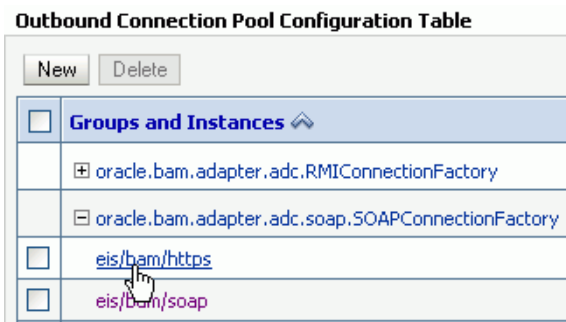 Outbound Connection Pool Configuration Table
New Delete
Groups and Instances
oracle.bam.adapter.adc.RMIConnectionFactory
oracle.bam.adapter.adc.soap.SOAPConnectionFactory
eis/bam/https
eis/bam/soap